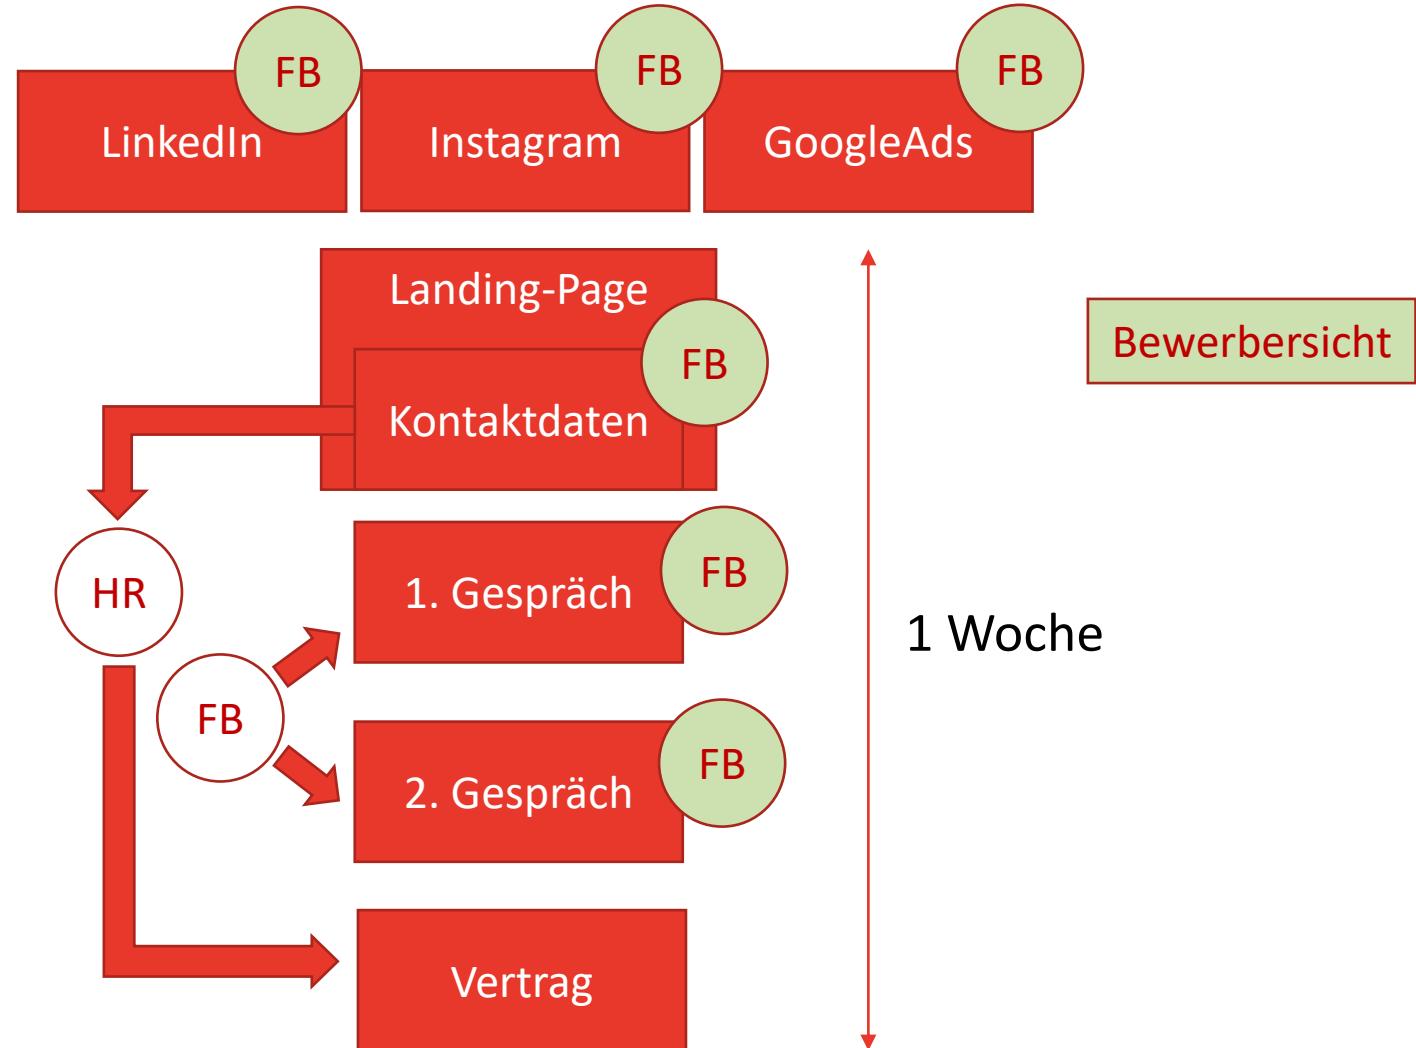 FB
FB
FB
LinkedIn
Instagram
GoogleAds
Landing-Page
Bewerbersicht
FB
Kontaktdaten
HR
1. Gespräch
FB
1 Woche
FB
2. Gespräch
FB
Vertrag